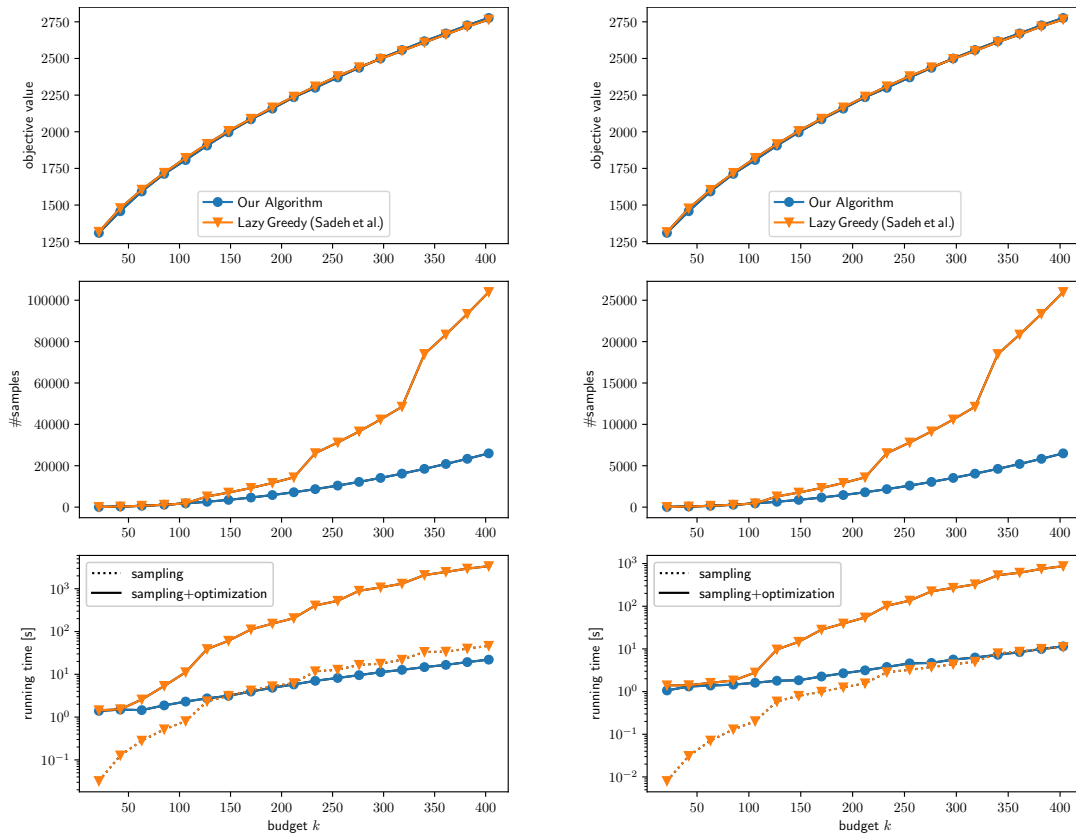 2750
2500
2250
2000
1750
1500
1250
objective value
Our Algorithm
Lazy Greedy (Sadeh et al.)
50 100 150 200 250 300 350 400
2750
2500
2250
2000
1750
1500
1250
objective value
Our Algorithm
Lazy Greedy (Sadeh et al.)
50 100 150 200 250 300 350 400
100000
80000
60000
40000
20000
0
#samples
50 100 150 200 250 300 350 400
25000
20000
15000
10000
5000
0
#samples
50 100 150 200 250 300 350 400
10^3
10^2
10^1
10^0
10^−1
running time [s]
sampling
sampling+optimization
50 100 150 200 250 300 350 400
budget k
10^3
10^2
10^1
10^0
10^−1
10^−2
running time [s]
sampling
sampling+optimization
50 100 150 200 250 300 350 400
budget k